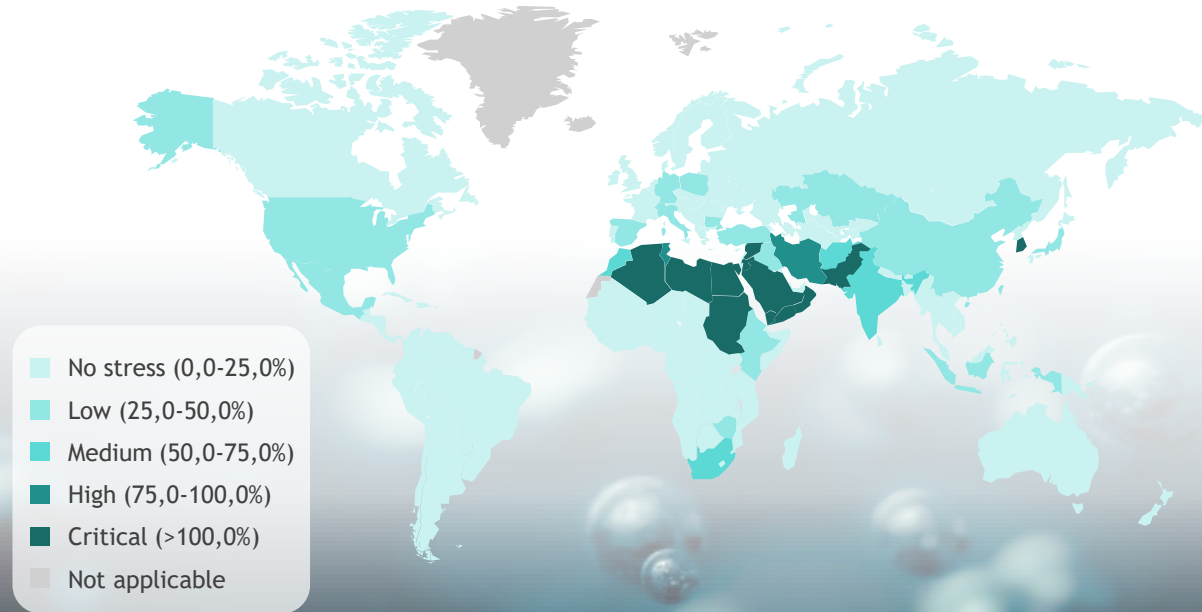 No stress (0,0-25,0%)
Low (25,0-50,0%)
Medium (50,0-75,0%)
High (75,0-100,0%)
Critical (>100,0%)
Not applicable